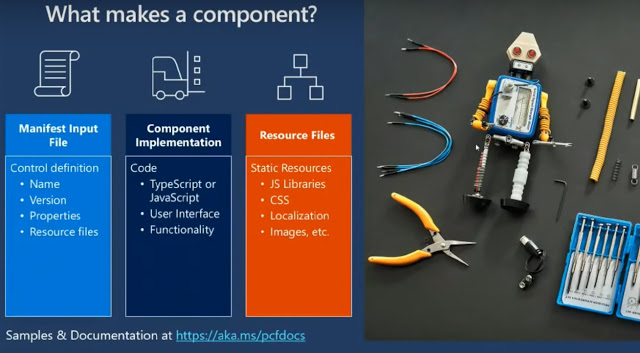 What makes a component?
Manifest Input
File
Control definition
• Name
• Version
• Properties
• Resource files
Component
Implementation
Code
• TypeScript or
JavaScript
• User Interface
• Functionality
Resource Files
Static Resources
• JS Libraries
• CSS
• Localization
• Images, etc.
Samples & Documentation at https://aka.ms/pcfdocs